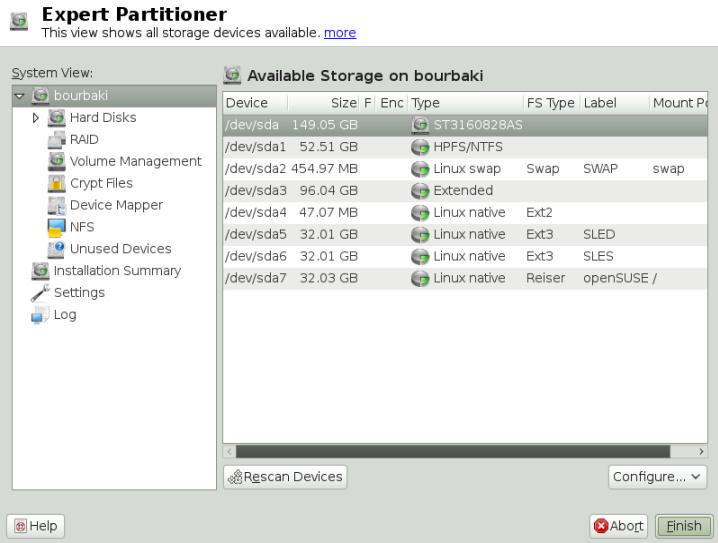 Expert Partitioner
This view shows all storage devices available. more
System View:
bourbaki
Hard Disks
RAID
Volume Management
Crypt Files
Device Mapper
NFS
Unused Devices
Installation Summary
Settings
Log
Available Storage on bourbaki
Device Size F Enc Type FS Type Label Mount Po
/dev/sda 149.05 GB ST3160828AS
/dev/sda1 52.51 GB HPFS/NTFS
/dev/sda2 454.97 MB Linux swap Swap SWAP swap
/dev/sda3 96.04 GB Extended
/dev/sda4 47.07 MB Linux native Ext2
/dev/sda5 32.01 GB Linux native Ext3 SLED
/dev/sda6 32.01 GB Linux native Ext3 SLES
/dev/sda7 32.03 GB Linux native Reiser openSUSE /
Rescan Devices
Configure...
Help
Abort
Finish